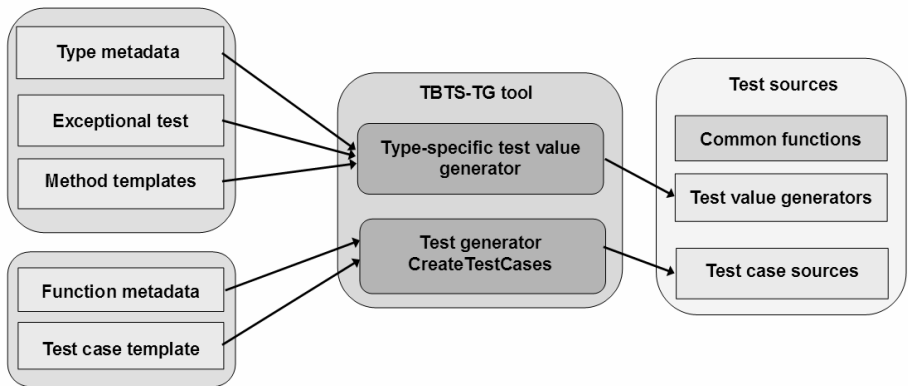 Type metadata
Exceptional test
Method templates
Function metadata
Test case template
TBTS-TG tool
Type-specific test value
generator
Test generator
CreateTestCases
Test sources
Common functions
Test value generators
Test case sources